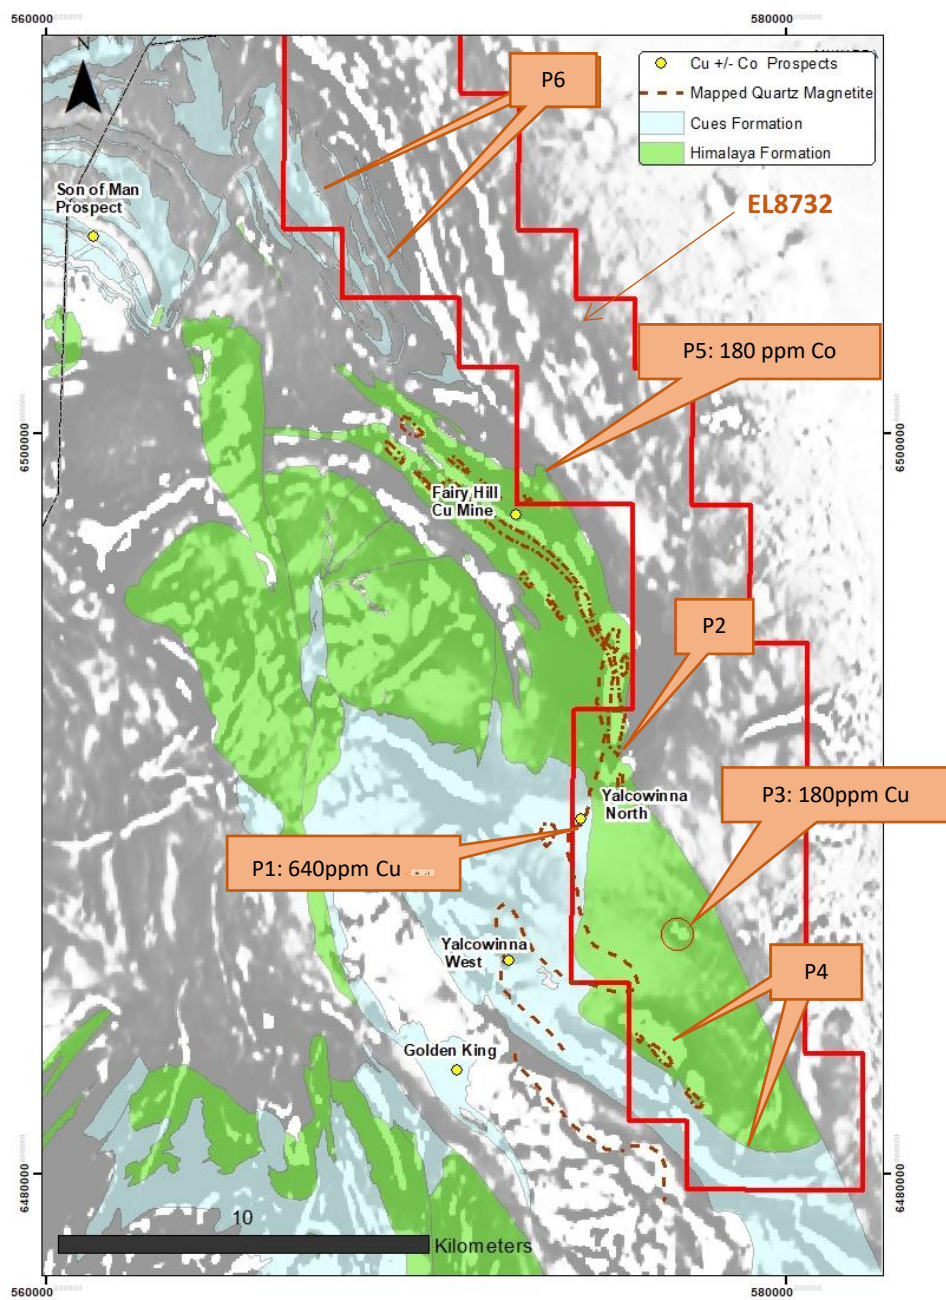 560000
580000
N
Cu +/- Co Prospects
Mapped Quartz Magnetite
Cues Formation
Himalaya Formation
P6
Son of Man
Prospect
EL8732
P5: 180 ppm Co
6500000
6500000
Fairy Hill
Cu Mine
P2
Yalcowinna
North
P3: 180ppm Cu
P1: 640ppm Cu
Yalcowinna
West
P4
Golden King
6480000
6480000
10
Kilometers
560000
580000